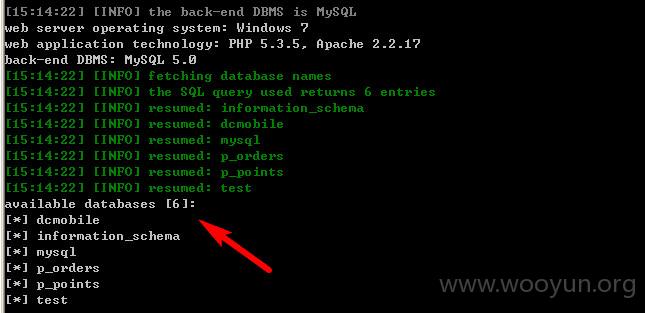 [15:14:22] [INFO] the back-end DBMS is MySQL
web server operating system: Windows 7
web application technology: PHP 5.3.5, Apache 2.2.17
back-end DBMS: MySQL 5.0
[15:14:22] [INFO] fetching database names
[15:14:22] [INFO] the SQL query used returns 6 entries
[15:14:22] [INFO] resumed: information_schema
[15:14:22] [INFO] resumed: dcmobile
[15:14:22] [INFO] resumed: mysql
[15:14:22] [INFO] resumed: p_orders
[15:14:22] [INFO] resumed: p_points
[15:14:22] [INFO] resumed: test
available databases [6]:
[*] dcmobile
[*] information_schema
[*] mysql
[*] p_orders
[*] p_points
[*] test
www.wooyun.org